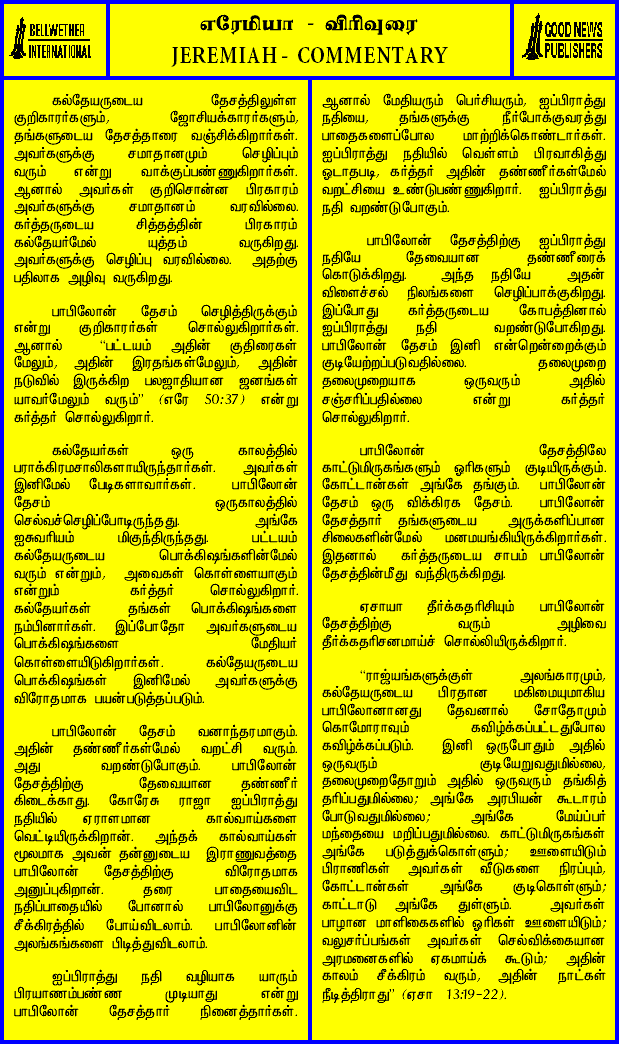 BELLWETHER
INTERNATIONAL
எரேமியா - விரிவுரை
JEREMIAH - COMMENTARY
GOOD NEWS
PUBLISHERS
கல்தேயருடைய தேசத்திலுள்ள
குறிகாரர்களும், ஜோசியக்காரர்களும்,
தங்களுடைய தேசத்தாரை வஞ்சிக்கிறார்கள்.
அவர்களுக்கு சமாதானமும் செழிப்பும்
வரும் என்று வாக்குப்பண்ணுகிறார்கள்.
ஆனால் அவர்கள் குறிசொன்ன பிரகாரம்
அவர்களுக்கு சமாதானம் வரவில்லை.
கர்த்தருடைய சித்தத்தின் பிரகாரம்
கல்தேயர்மேல் யுத்தம் வருகிறது.
அவர்களுக்கு செழிப்பு வரவில்லை. அதற்கு
பதிலாக அழிவு வருகிறது.
பாபிலோன் தேசம் செழித்திருக்கும்
என்று குறிகாரர்கள் சொல்லுகிறார்கள்.
ஆனால் “பட்டயம் அதின் குதிரைகள்
மேலும், அதின் இரதங்கள்மேலும், அதின்
நடுவில் இருக்கிற பலஜாதியான ஜனங்கள்
யாவர்மேலும் வரும்” (எரே 50:37) என்று
கர்த்தர் சொல்லுகிறார்.
கல்தேயர்கள் ஒரு காலத்தில்
பராக்கிரமசாலிகளாயிருந்தார்கள். அவர்கள்
இனிமேல் பேடிகளாவார்கள். பாபிலோன்
தேசம் ஒருகாலத்தில்
செல்வச்செழிப்போடிருந்தது. அங்கே
ஐசுவரியம் மிகுந்திருந்தது. பட்டயம்
கல்தேயருடைய பொக்கிஷங்களின்மேல்
வரும் என்றும், அவைகள் கொள்ளையாகும்
என்றும் கர்த்தர் சொல்லுகிறார்.
கல்தேயர்கள் தங்கள் பொக்கிஷங்களை
நம்பினார்கள். இப்போதோ அவர்களுடைய
பொக்கிஷங்களை மேதியர்
கொள்ளையிடுகிறார்கள். கல்தேயருடைய
பொக்கிஷங்கள் இனிமேல் அவர்களுக்கு
விரோதமாக பயன்படுத்தப்படும்.
பாபிலோன் தேசம் வனாந்தரமாகும்.
அதின் தண்ணீர்கள்மேல் வறட்சி வரும்.
அது வறண்டுபோகும். பாபிலோன்
தேசத்திற்கு தேவையான தண்ணீர்
கிடைக்காது. கோரேசு ராஜா ஐப்பிராத்து
நதியில் ஏராளமான கால்வாய்களை
வெட்டியிருக்கிறான். அந்தக் கால்வாய்கள்
மூலமாக அவன் தன்னுடைய இராணுவத்தை
பாபிலோன் தேசத்திற்கு விரோதமாக
அனுப்புகிறான். தரை பாதையைவிட
நதிப்பாதையில் போனால் பாபிலோனுக்கு
சீக்கிரத்தில் போய்விடலாம். பாபிலோனின்
அலங்கங்களை பிடித்துவிடலாம்.
ஐப்பிராத்து நதி வழியாக யாரும்
பிரயாணம்பண்ண முடியாது என்று
பாபிலோன் தேசத்தார் நினைத்தார்கள்.
ஆனால் மேதியரும் பெர்சியரும், ஐப்பிராத்து
நதியை, தங்களுக்கு நீர்போக்குவரத்து
பாதைகளைப்போல மாற்றிக்கொண்டார்கள்.
ஐப்பிராத்து நதியில் வெள்ளம் பிரவாகித்து
ஓடாதபடி, கர்த்தர் அதின் தண்ணீர்கள்மேல்
வறட்சியை உண்டுபண்ணுகிறார். ஐப்பிராத்து
நதி வறண்டுபோகும்.
பாபிலோன் தேசத்திற்கு ஐப்பிராத்து
நதியே தேவையான தண்ணீரைக்
கொடுக்கிறது. அந்த நதியே அதன்
விளைச்சல் நிலங்களை செழிப்பாக்குகிறது.
இப்போது கர்த்தருடைய கோபத்தினால்
ஐப்பிராத்து நதி வறண்டுபோகிறது.
பாபிலோன் தேசம் இனி என்றென்றைக்கும்
குடியேற்றப்படுவதில்லை. தலைமுறை
தலைமுறையாக ஒருவரும் அதில்
சஞ்சரிப்பதில்லை என்று கர்த்தர்
சொல்லுகிறார்.
பாபிலோன் தேசத்திலே
காட்டுமிருகங்களும் ஓரிகளும் குடியிருக்கும்.
கோட்டான்கள் அங்கே தங்கும். பாபிலோன்
தேசம் ஒரு விக்கிரக தேசம். பாபிலோன்
தேசத்தார் தங்களுடைய அருக்களிப்பான
சிலைகளின்மேல் மனமயங்கியிருக்கிறார்கள்.
இதனால் கர்த்தருடைய சாபம் பாபிலோன்
தேசத்தின்மீது வந்திருக்கிறது.
ஏசாயா தீர்க்கதரிசியும் பாபிலோன்
தேசத்திற்கு வரும் அழிவை
தீர்க்கதரிசனமாய்ச் சொல்லியிருக்கிறார்.
“ராஜ்யங்களுக்குள் அலங்காரமும்,
கல்தேயருடைய பிரதான மகிமையுமாகிய
பாபிலோனானது தேவனால் சோதோமும்
கொமோராவும் கவிழ்க்கப்பட்டதுபோல
கவிழ்க்கப்படும். இனி ஒருபோதும் அதில்
ஒருவரும் குடியேறுவதுமில்லை,
தலைமுறைதோறும் அதில் ஒருவரும் தங்கித்
தரிப்பதுமில்லை; அங்கே அரபியன் கூடாரம்
போடுவதுமில்லை; அங்கே மேய்ப்பர்
மந்தையை மறிப்பதுமில்லை. காட்டுமிருகங்கள்
அங்கே படுத்துக்கொள்ளும்; ஊளையிடும்
பிராணிகள் அவர்கள் வீடுகளை நிரப்பும்,
கோட்டான்கள் அங்கே குடிகொள்ளும்;
காட்டாடு அங்கே துள்ளும். அவர்கள்
பாழான மாளிகைகளில் ஓரிகள் ஊளையிடும்;
வலுசர்ப்பங்கள் அவர்கள் செல்விக்கையான
அரமனைகளில் ஏகமாய்க் கூடும்; அதின்
காலம் சீக்கிரம் வரும், அதின் நாட்கள்
நீடித்திராது” (ஏசா 13:19-22).